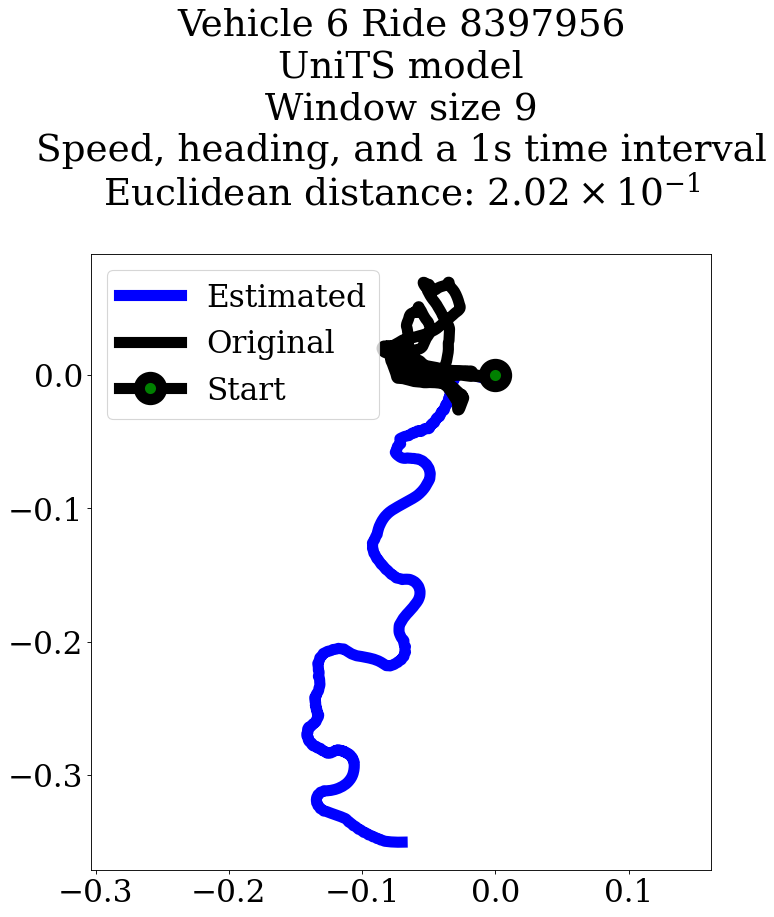 Vehicle 6 Ride 8397956
UniTS model
Window size 9
Speed, heading, and a 1s time interval
Euclidean distance: 2.02 × 10⁻¹
Estimated
Original
Start
0.0
−0.1
−0.2
−0.3
−0.3 −0.2 −0.1 0.0 0.1